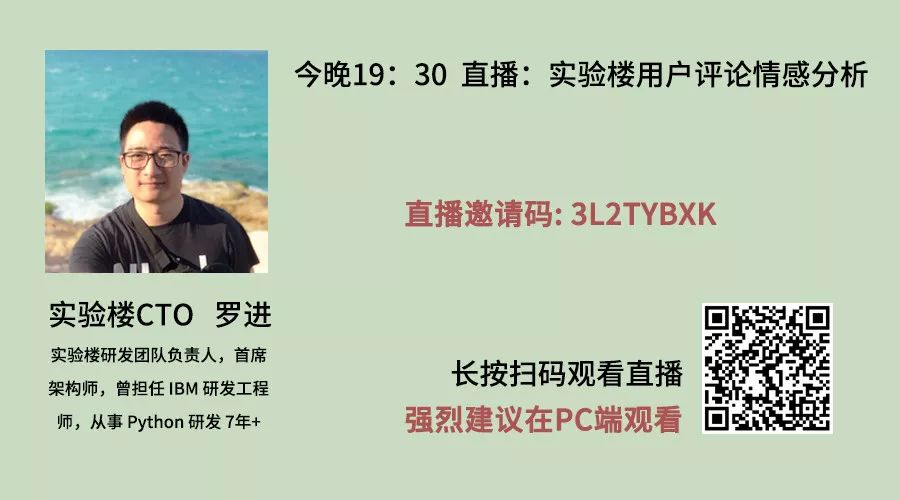 今晚19：30 直播：实验楼用户评论情感分析
直播邀请码: 3L2TYBXK
实验楼CTO 罗进
实验楼研发团队负责人，首席
架构师，曾担任 IBM 研发工程
师，从事 Python 研发 7年+
长按扫码观看直播
强烈建议在PC端观看